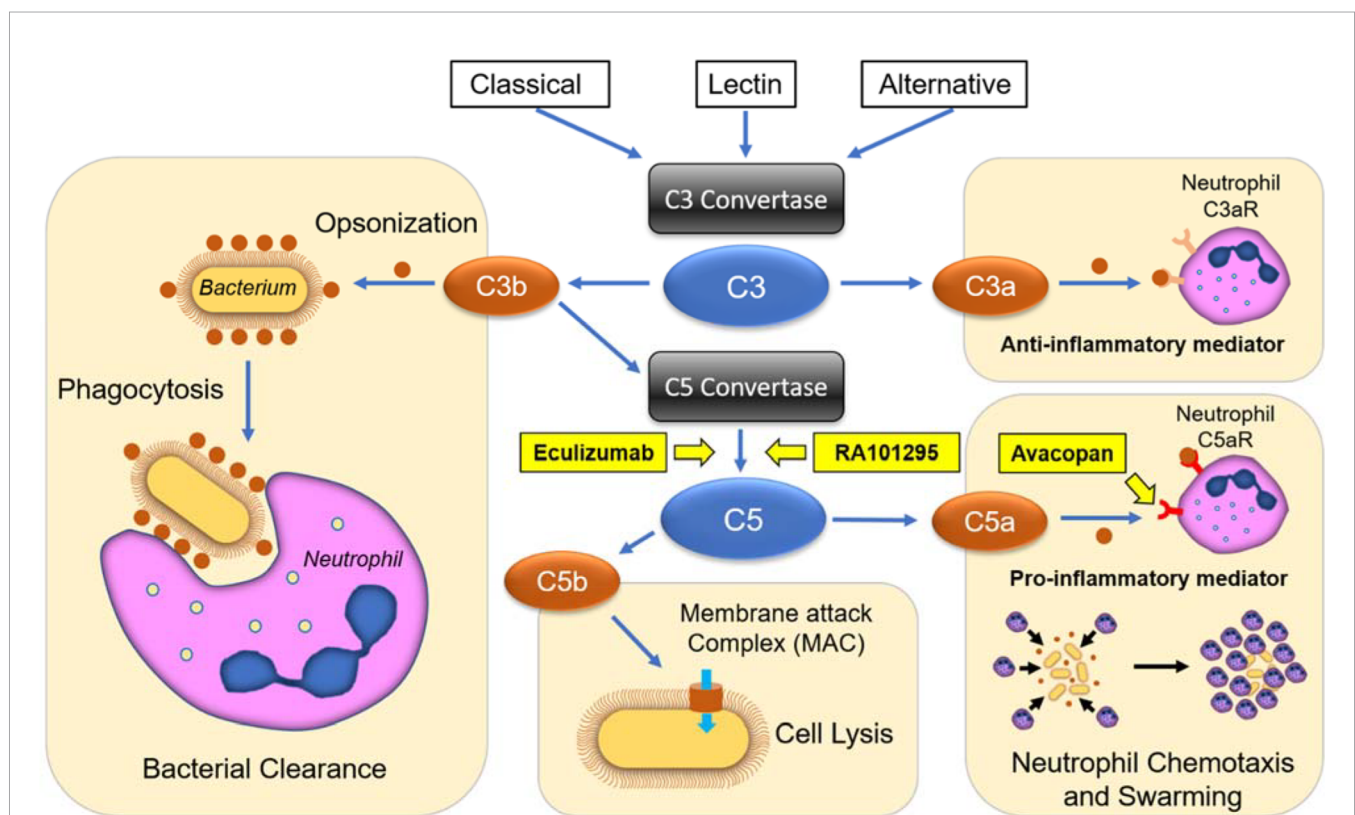 Classical
Lectin
Alternative
C3 Convertase
Neutrophil
C3aR
Opsonization
Bacterium
C3b
C3
C3a
Anti-inflammatory mediator
Phagocytosis
C5 Convertase
Neutrophil
C5aR
Eculizumab
RA101295
Avacopan
C5
C5a
Neutrophil
C5b
Pro-inflammatory mediator
Membrane attack
Complex (MAC)
Cell Lysis
Bacterial Clearance
Neutrophil Chemotaxis
and Swarming